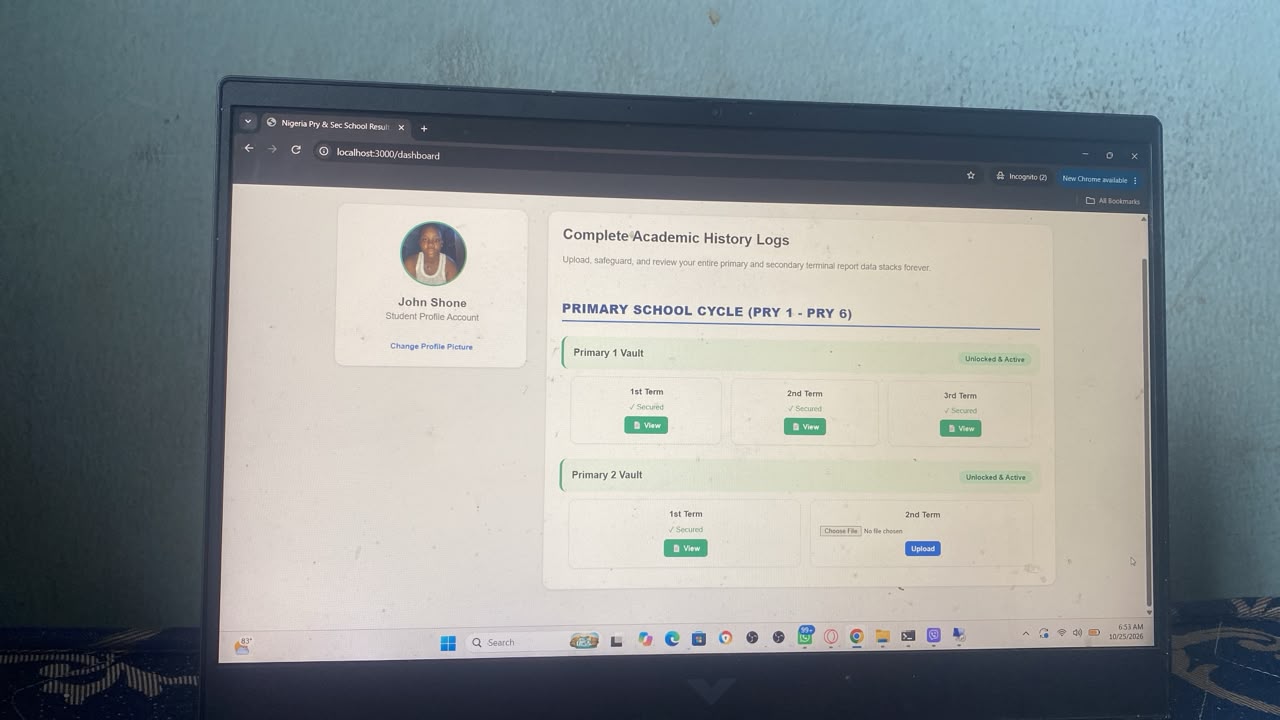 Nigeria Pry & Sec School Result
localhost:3000/dashboard
Incognito (2)
New Chrome available
All Bookmarks
John Shone
Student Profile Account
Change Profile Picture
Complete Academic History Logs
Upload, safeguard, and review your entire primary and secondary terminal report data stacks forever.
PRIMARY SCHOOL CYCLE (PRY 1 - PRY 6)
Primary 1 Vault
Unlocked & Active
1st Term
✓ Secured
View
2nd Term
✓ Secured
View
3rd Term
✓ Secured
View
Primary 2 Vault
Unlocked & Active
1st Term
✓ Secured
View
2nd Term
Choose File No file chosen
Upload
83°
Search
99+
6:53 AM
10/25/2026